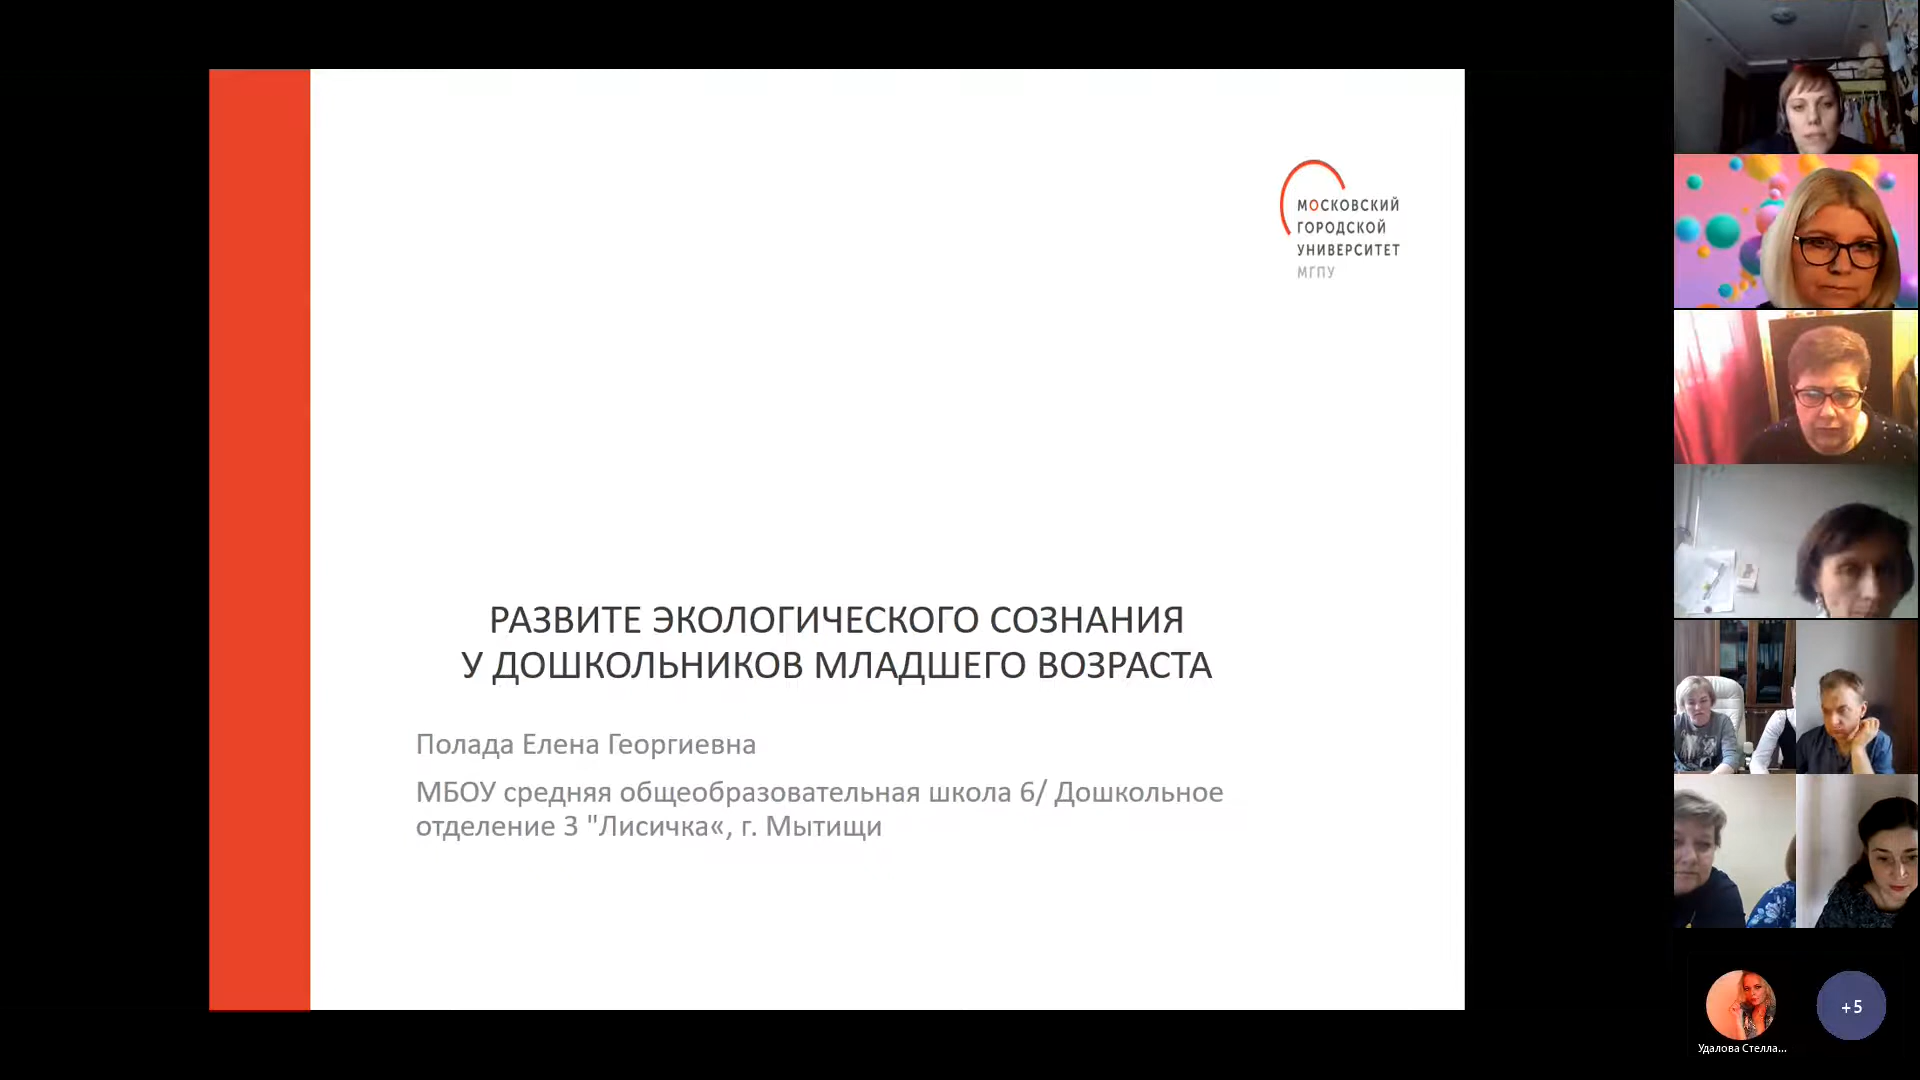 МОСКОВСКИЙ
ГОРОДСКОЙ
УНИВЕРСИТЕТ
МГПУ
РАЗВИТЕ ЭКОЛОГИЧЕСКОГО СОЗНАНИЯ
У ДОШКОЛЬНИКОВ МЛАДШЕГО ВОЗРАСТА
Полада Елена Георгиевна
МБОУ средняя общеобразовательная школа 6/ Дошкольное
отделение 3 "Лисичка«, г. Мытищи
+5
Удалова Стелла...